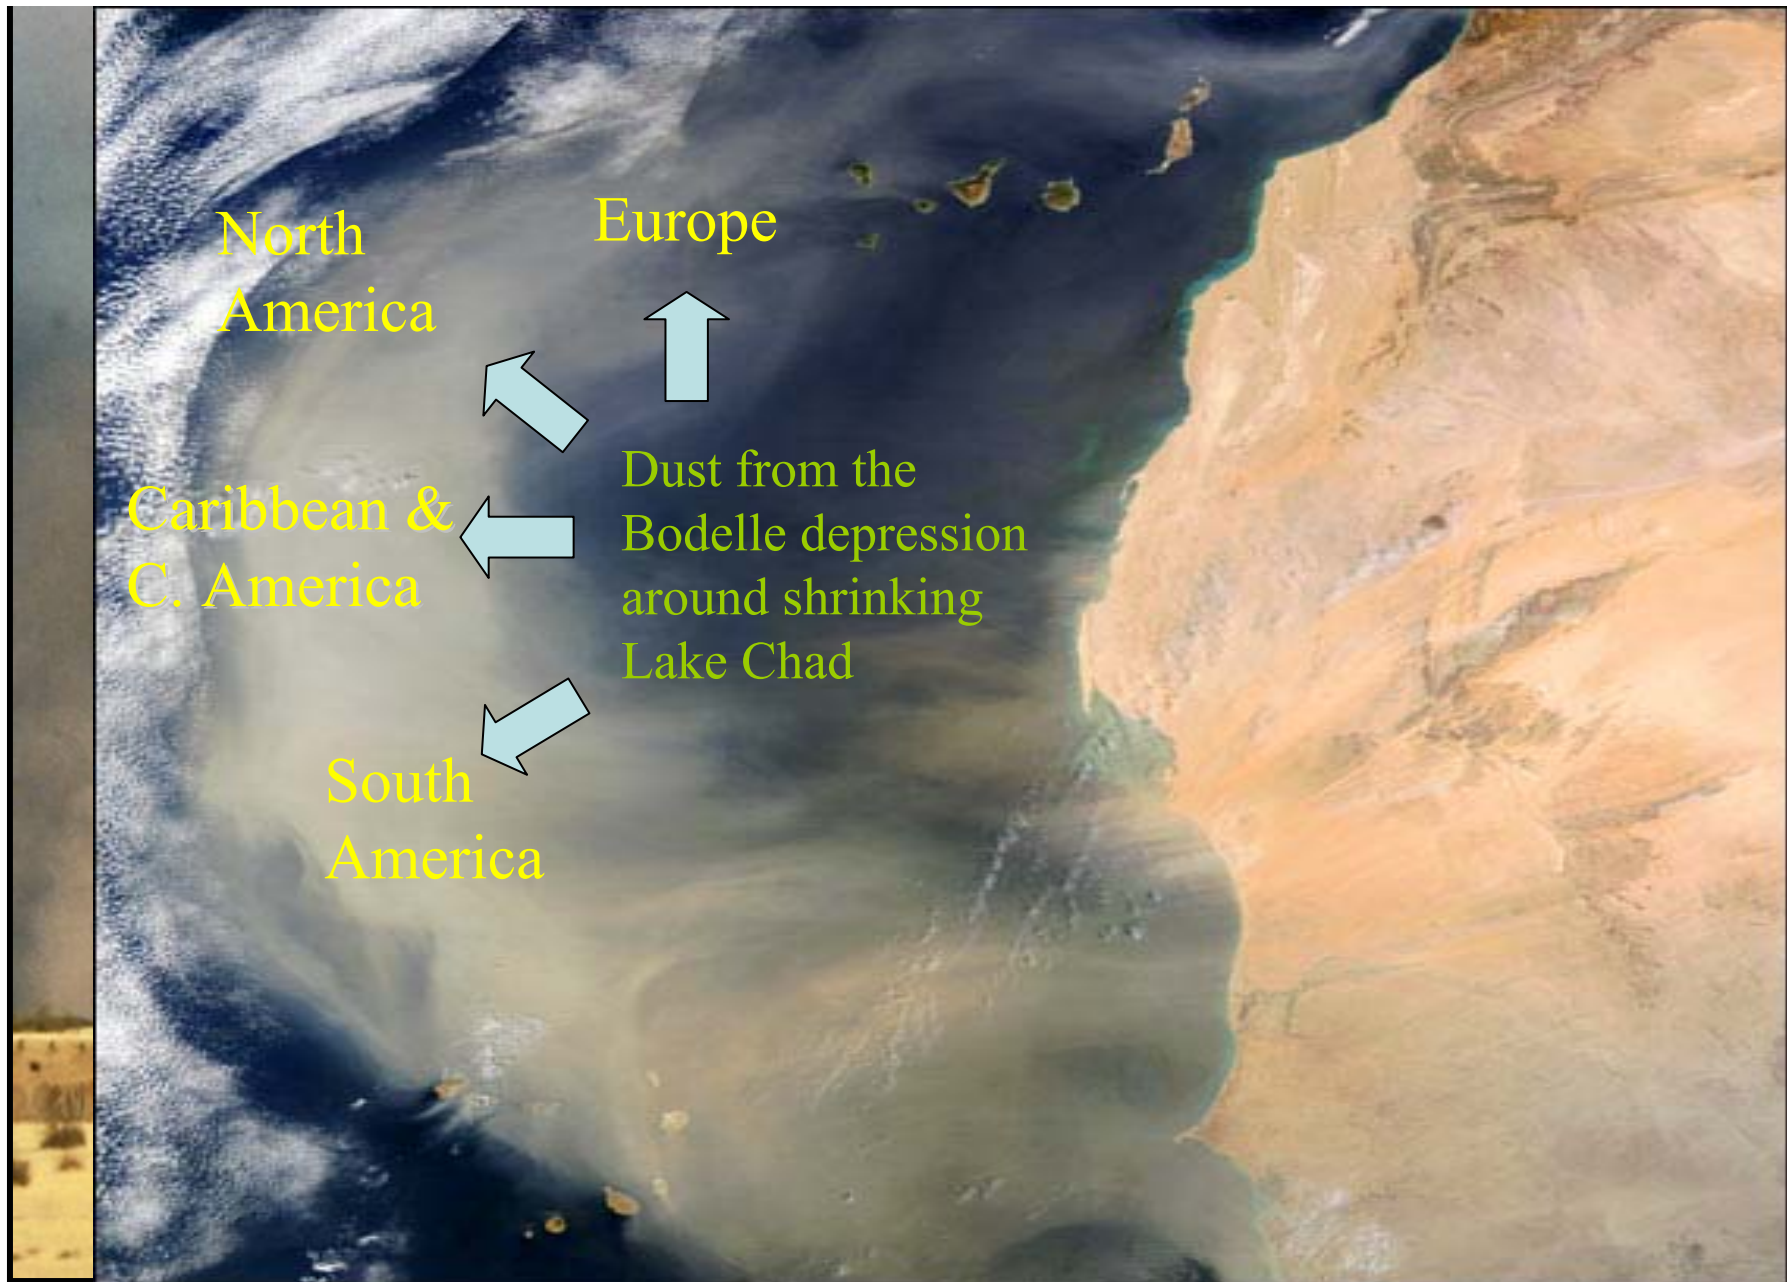 North
America
Europe
Caribbean &
C. America
Dust from the
Bodelle depression
around shrinking
Lake Chad
South
America